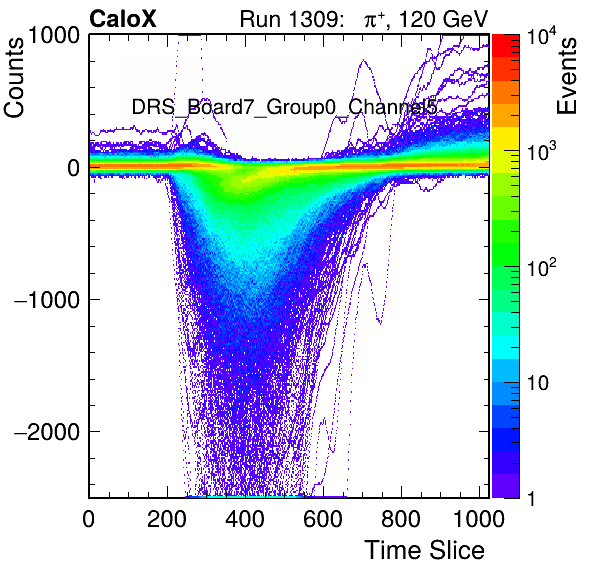 CaloX Run 1309: π⁺, 120 GeV
Counts
Events
DRS_Board7_Group0_Channel5
1000
0
−1000
−2000
0 200 400 600 800 1000
Time Slice
10⁴
10³
10²
10
1